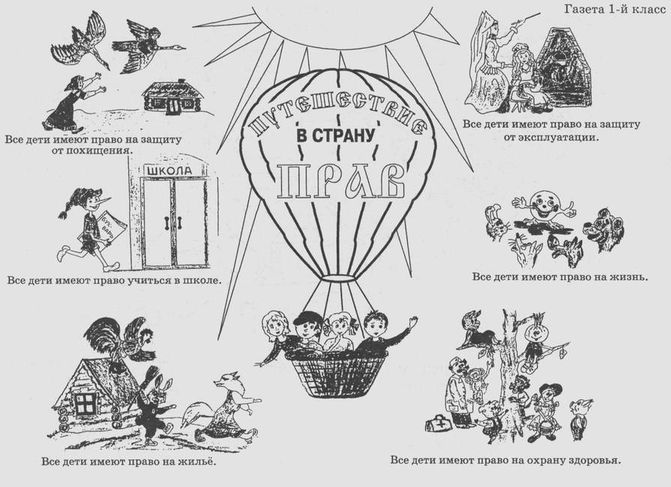 Газета 1-й класс
ПУТЕШЕСТВИЕ
В СТРАНУ
ПРАВ
Все дети имеют право на защиту
от похищения.
Все дети имеют право на защиту
от эксплуатации.
ШКОЛА
Все дети имеют право учиться в школе.
Все дети имеют право на жизнь.
Все дети имеют право на жильё.
Все дети имеют право на охрану здоровья.